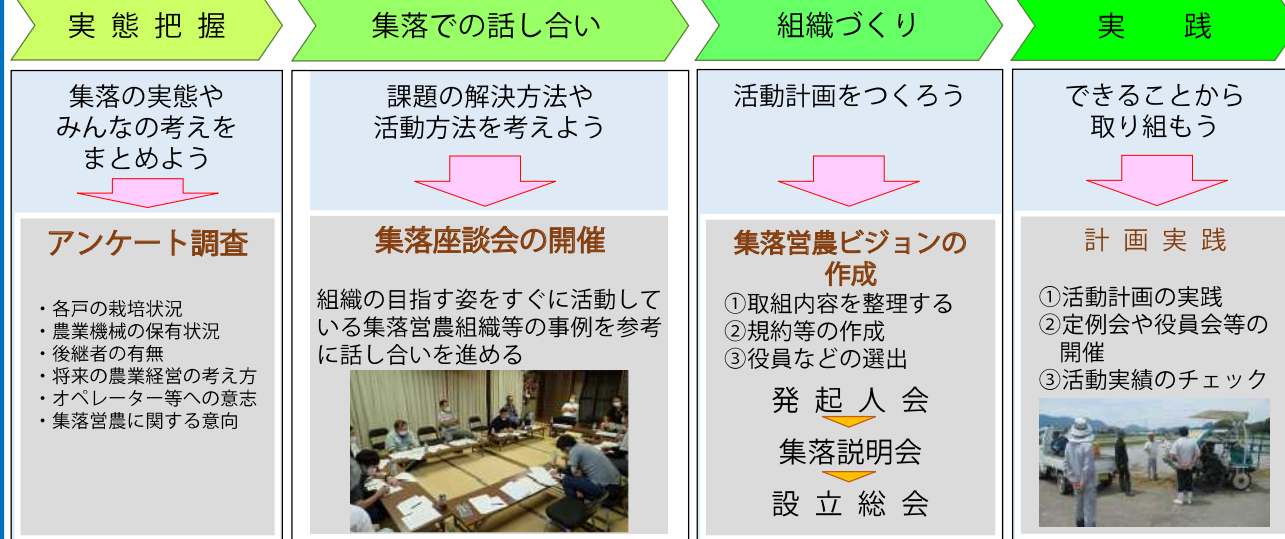 実態把握
集落の実態や
みんなの考えを
まとめよう
アンケート調査
・各戸の栽培状況
・農業機械の保有状況
・後継者の有無
・将来の農業経営の考え方
・オペレーター等への意志
・集落営農に関する意向
集落での話し合い
課題の解決方法や
活動方法を考えよう
集落座談会の開催
組織の目指す姿をすぐに活動して
いる集落営農組織等の事例を参考
に話し合いを進める
組織づくり
活動計画をつくろう
集落営農ビジョンの
作成
①取組内容を整理する
②規約等の作成
③役員などの選出
発起人会
集落説明会
設立総会
実践
できることから
取り組もう
計画実践
①活動計画の実践
②定例会や役員会等の
開催
③活動実績のチェック